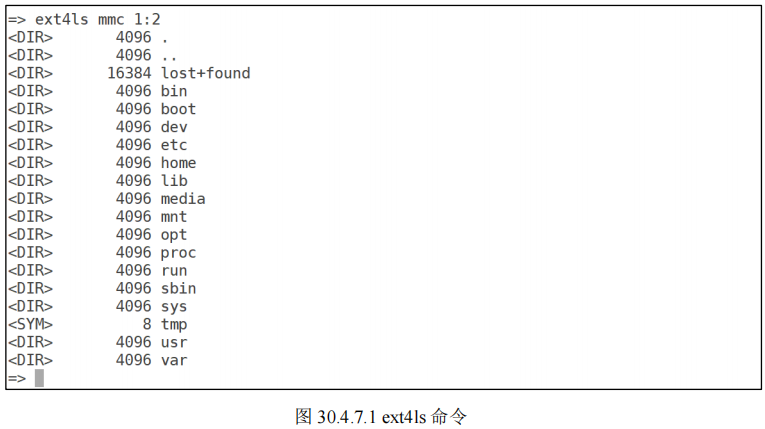 => ext4ls mmc 1:2
<DIR>       4096 .
<DIR>       4096 ..
<DIR>      16384 lost+found
<DIR>       4096 bin
<DIR>       4096 boot
<DIR>       4096 dev
<DIR>       4096 etc
<DIR>       4096 home
<DIR>       4096 lib
<DIR>       4096 media
<DIR>       4096 mnt
<DIR>       4096 opt
<DIR>       4096 proc
<DIR>       4096 run
<DIR>       4096 sbin
<DIR>       4096 sys
<SYM>          8 tmp
<DIR>       4096 usr
<DIR>       4096 var
=>
图 30.4.7.1 ext4ls 命令